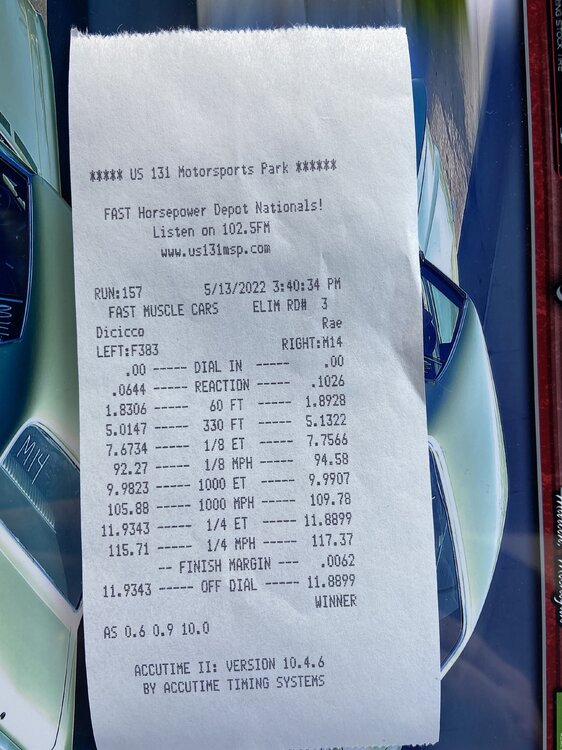 ***** US 131 Motorsports Park ******
FAST Horsepower Depot Nationals!
Listen on 102.5FM
www.us131msp.com
RUN:157 5/13/2022 3:40:34 PM
FAST MUSCLE CARS ELIM RD# 3
Dicicco Rae
LEFT:F383 RIGHT:M14
.00 ----- DIAL IN ----- .00
.0644 ----- REACTION ----- .1026
1.8306 ----- 60 FT ----- 1.8928
5.0147 ----- 330 FT ----- 5.1322
7.6734 ----- 1/8 ET ----- 7.7566
92.27 ----- 1/8 MPH ----- 94.58
9.9823 ----- 1000 ET ----- 9.9907
105.88 ----- 1000 MPH ----- 109.78
11.9343 ----- 1/4 ET ----- 11.8899
115.71 ----- 1/4 MPH ----- 117.37
-- FINISH MARGIN --- .0062
11.9343 ----- OFF DIAL ----- 11.8899
WINNER
AS 0.6 0.9 10.0
ACCUTIME II: VERSION 10.4.6
BY ACCUTIME TIMING SYSTEMS
M14